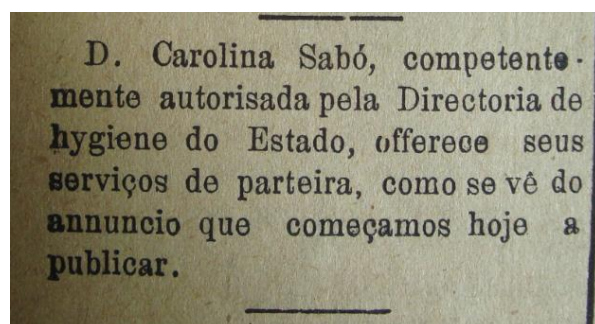 D. Carolina Sabó, competente-
mente autorisada pela Directoria de
hygiene do Estado, offerece seus
serviços de parteira, como se vê do
annuncio que começamos hoje a
publicar.